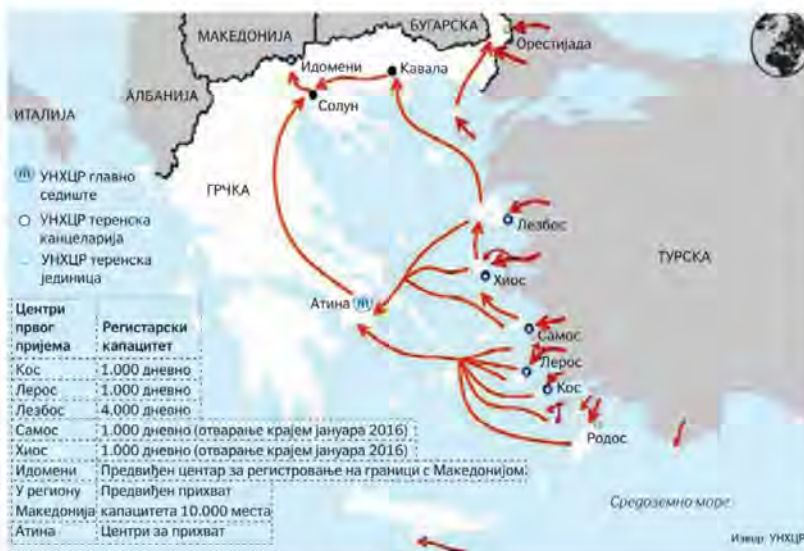 МАКЕДОНИЈА
БУГАРСКА
Орестијада
Идомени
Кавала
АЛБАНИЈА
Солун
ИТАЛИЈА
ГРЧКА
УНХЦР главно
седиште
УНХЦР теренска
канцеларија
УНХЦР теренска
јединица
Лезбос
ТУРСКА
Хиос
Атина
Самос
Лерос
Кос
Родос
Центри
првог
пријема
Регистарски
капацитет
Кос 1.000 дневно
Лерос 1.000 дневно
Лезбос 4.000 дневно
Самос 1.000 дневно (отварање крајем јануара 2016)
Хиос 1.000 дневно (отварање крајем јануара 2016)
Идомени Предвиђен центар за регистровање на граници с Македонијом
У региону Предвиђен прихват
Македонија капацитета 10.000 места
Атина Центри за прихват
Средоземно море
Извор: УНХЦР